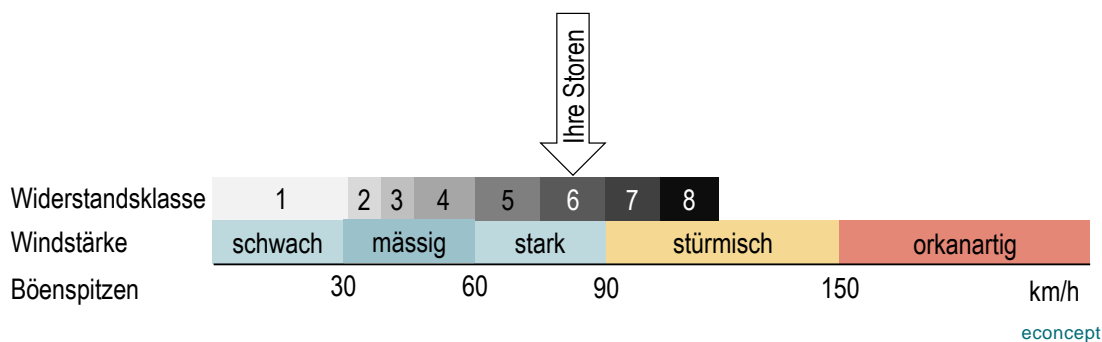 Ihre Storen
Widerstandsklasse 1 2 3 4 5 6 7 8
Windstärke schwach mässig stark stürmisch orkanartig
Böenspitzen 30 60 90 150 km/h
econcept